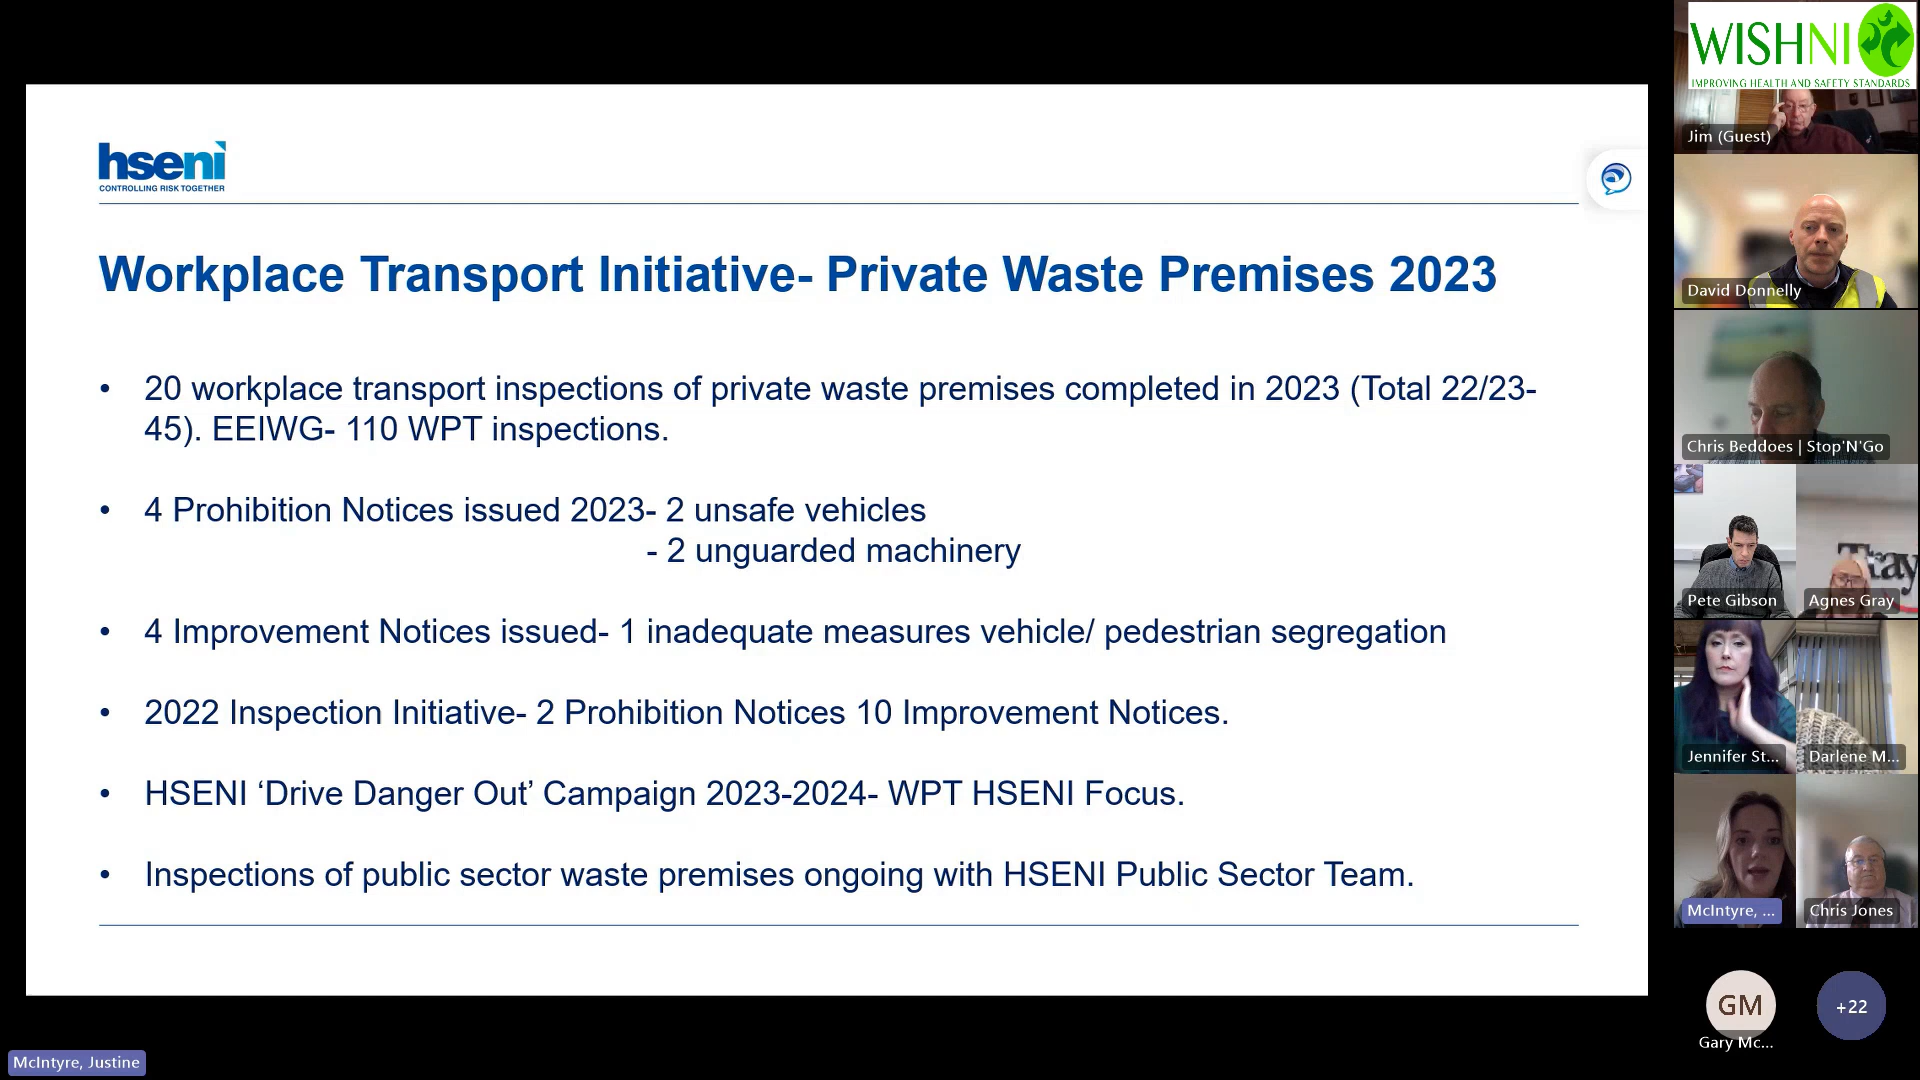 hseni
CONTROLLING RISK TOGETHER
Workplace Transport Initiative- Private Waste Premises 2023
• 20 workplace transport inspections of private waste premises completed in 2023 (Total 22/23-
45). EEIWG- 110 WPT inspections.
• 4 Prohibition Notices issued 2023- 2 unsafe vehicles
- 2 unguarded machinery
• 4 Improvement Notices issued- 1 inadequate measures vehicle/ pedestrian segregation
• 2022 Inspection Initiative- 2 Prohibition Notices 10 Improvement Notices.
• HSENI ‘Drive Danger Out’ Campaign 2023-2024- WPT HSENI Focus.
• Inspections of public sector waste premises ongoing with HSENI Public Sector Team.
McIntyre, Justine
WISHNI
IMPROVING HEALTH AND SAFETY STANDARDS
Jim (Guest)
David Donnelly
Chris Beddoes | Stop'N'Go
Pete Gibson
Tray
Agnes Gray
Jennifer St...
Darlene M...
McIntyre, ...
Chris Jones
GM
+22
Gary Mc...